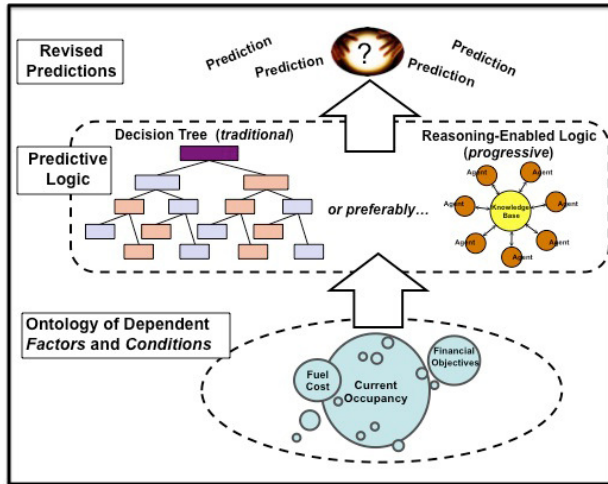 Revised
Predictions
Prediction
Prediction
?
Prediction
Prediction
Decision Tree (traditional)
Reasoning-Enabled Logic
(progressive)
Predictive
Logic
or preferably...
Agent
Agent
Agent
Agent
Knowledge
Base
Agent
Agent
Agent
Ontology of Dependent
Factors and Conditions
Fuel
Cost
Current
Occupancy
Financial
Objectives